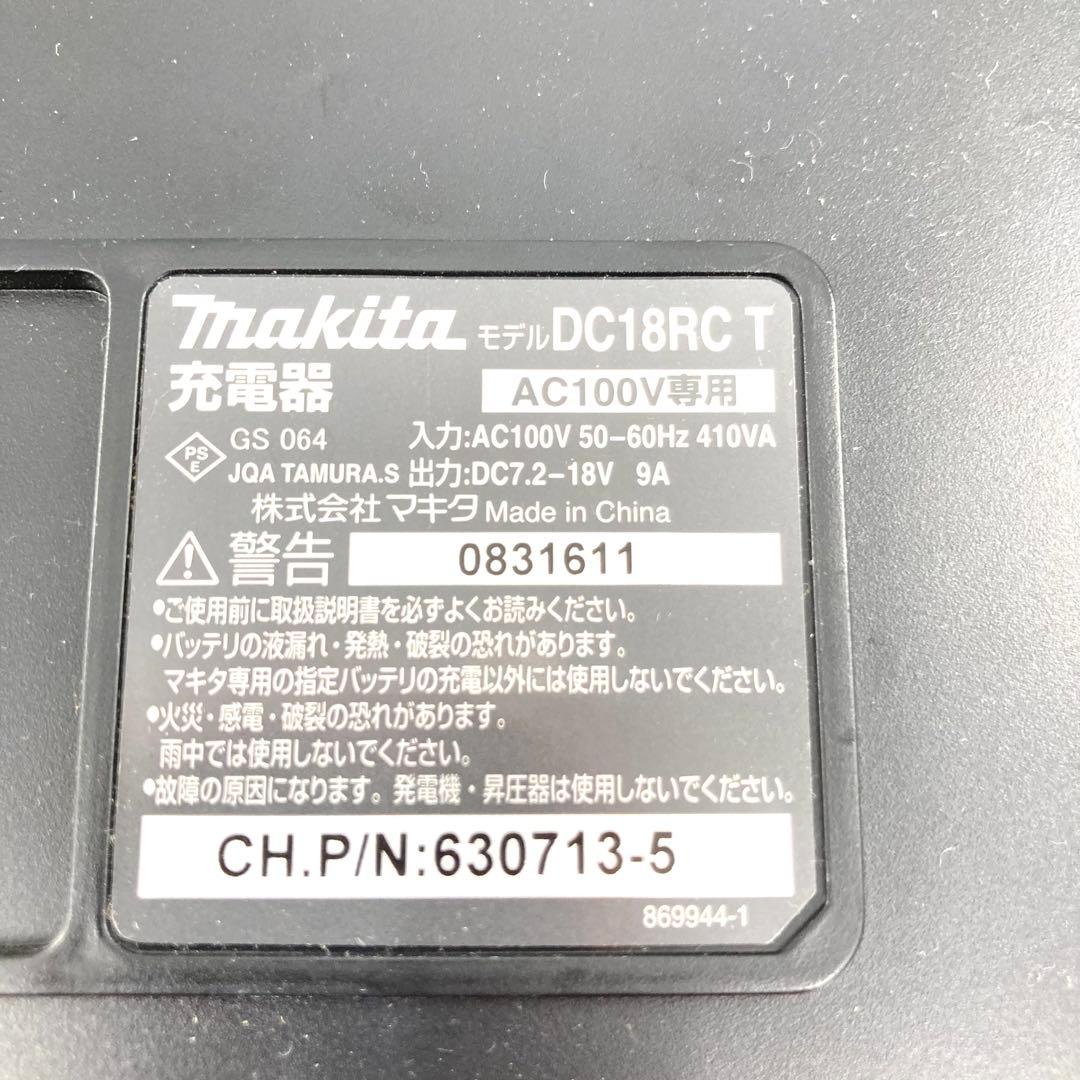 makita モデル DC18RC T
充電器 AC100V専用
PSE GS 064 入力:AC100V 50-60Hz 410VA
JQA TAMURA.S 出力:DC7.2-18V 9A
株式会社 マキタ Made in China
警告 0831611
•ご使用前に取扱説明書を必ずよくお読みください。
•バッテリの液漏れ・発熱・破裂の恐れがあります。
マキタ専用の指定バッテリの充電以外には使用しないでください。
•火災・感電・破裂の恐れがあります。
雨中では使用しないでください。
•故障の原因になります。発電機・昇圧器は使用しないでください。
CH.P/N:630713-5
869944-1